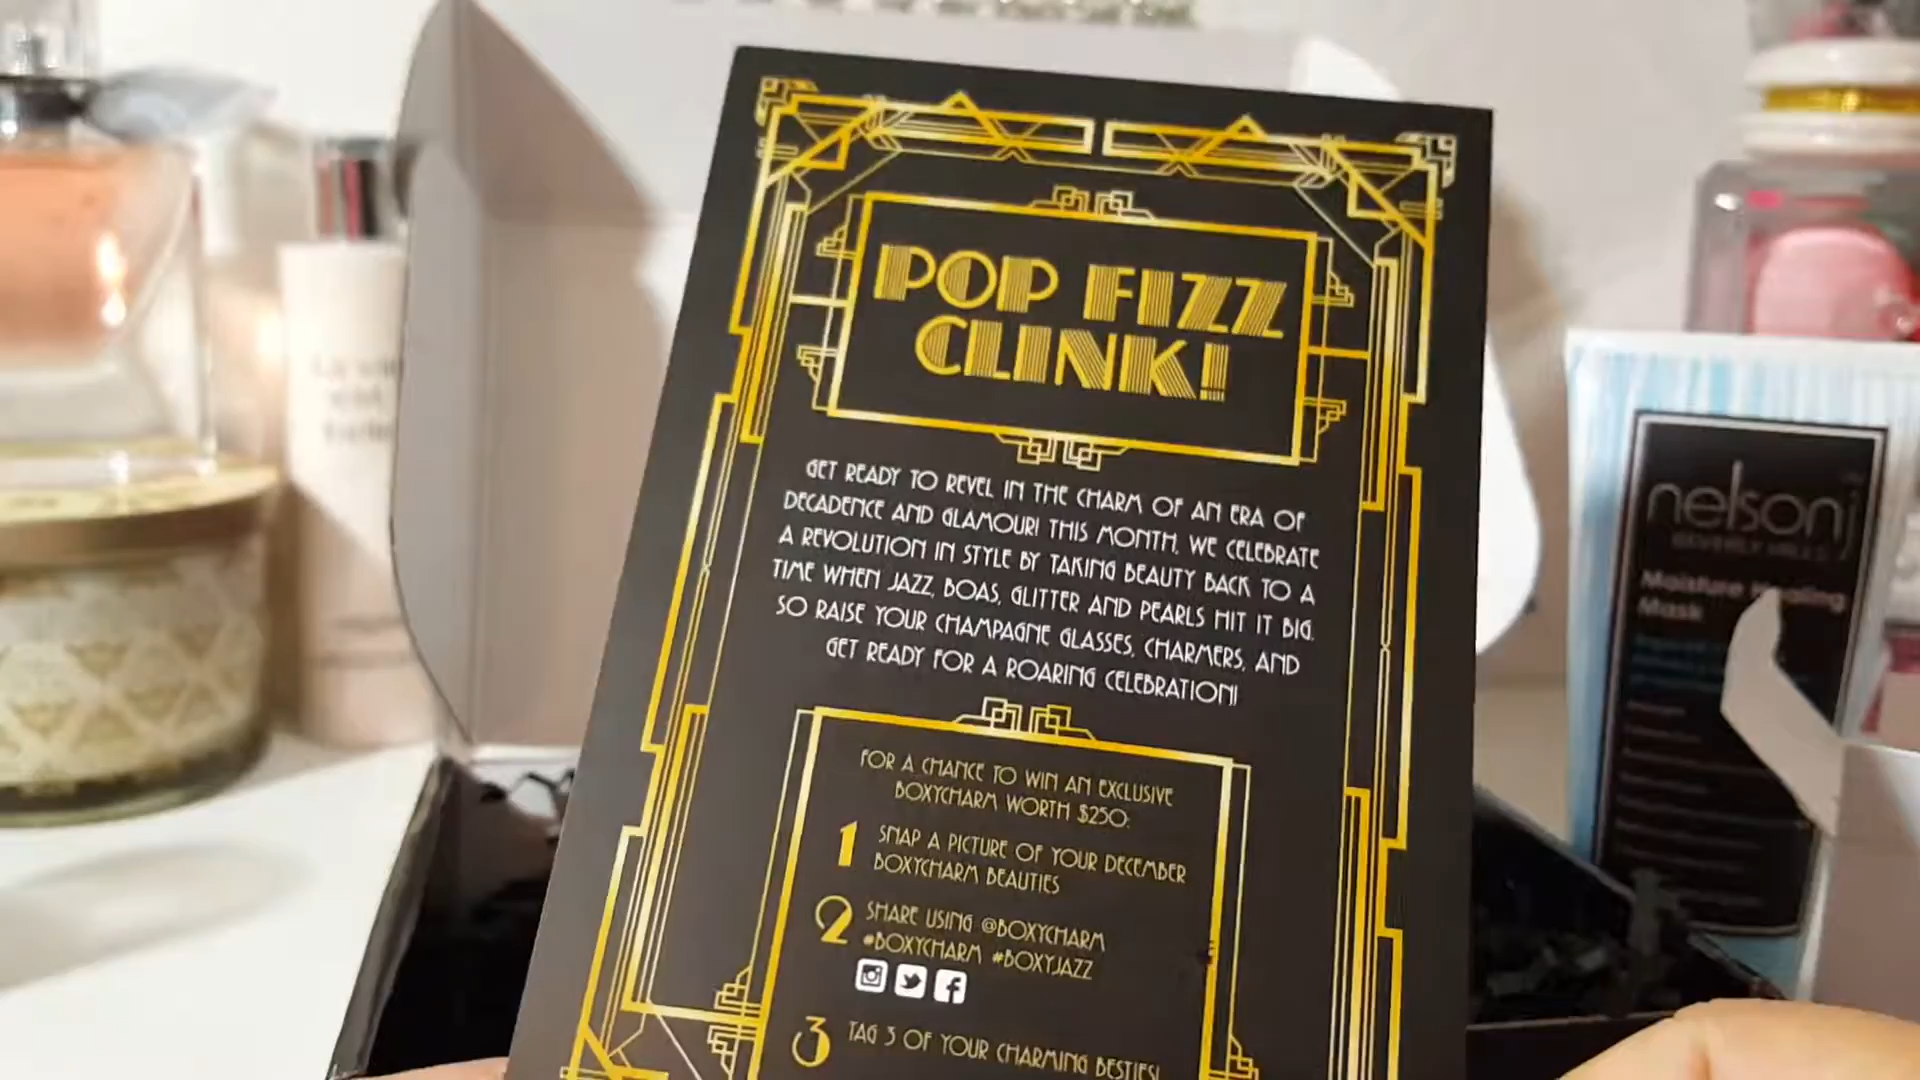 POP FIZZ
CLINK!
GET READY TO REVEL IN THE CHARM OF AN ERA OF
DECADENCE AND GLAMOUR! THIS MONTH, WE CELEBRATE
A REVOLUTION IN STYLE BY TAKING BEAUTY BACK TO A
TIME WHEN JAZZ, BOAS, GLITTER AND PEARLS HIT IT BIG.
SO RAISE YOUR CHAMPAGNE GLASSES, CHARMERS, AND
GET READY FOR A ROARING CELEBRATION!
FOR A CHANCE TO WIN AN EXCLUSIVE
BOXYCHARM WORTH $250:
1 SNAP A PICTURE OF YOUR DECEMBER
BOXYCHARM BEAUTIES
2 SHARE USING @BOXYCHARM
#BOXYCHARM #BOXYJAZZ
3 TAG 3 OF YOUR CHARMING BESTIES!
nelsonj
BEVERLY HILLS
Moisture Healing
Mask